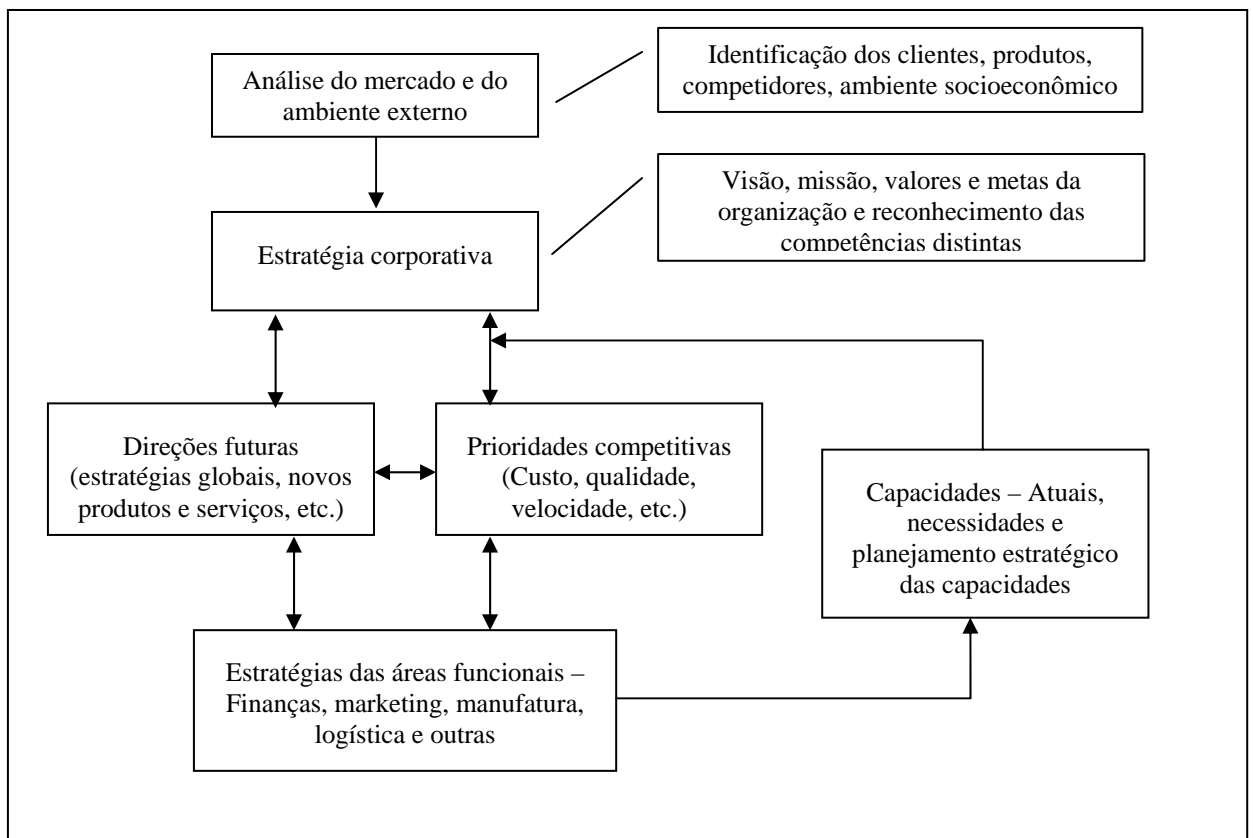 Análise do mercado e do
ambiente externo
Identificação dos clientes, produtos,
competidores, ambiente socioeconômico
Visão, missão, valores e metas da
organização e reconhecimento das
competências distintas
Estratégia corporativa
Direções futuras
(estratégias globais, novos
produtos e serviços, etc.)
Prioridades competitivas
(Custo, qualidade,
velocidade, etc.)
Capacidades – Atuais,
necessidades e
planejamento estratégico
das capacidades
Estratégias das áreas funcionais –
Finanças, marketing, manufatura,
logística e outras